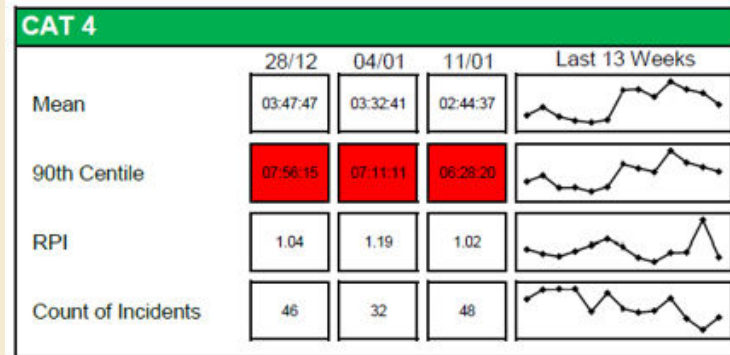 CAT 4
28/12 04/01 11/01 Last 13 Weeks
Mean 03:47:47 03:32:41 02:44:37
90th Centile 07:56:15 07:11:11 06:28:20
RPI 1.04 1.19 1.02
Count of Incidents 46 32 48